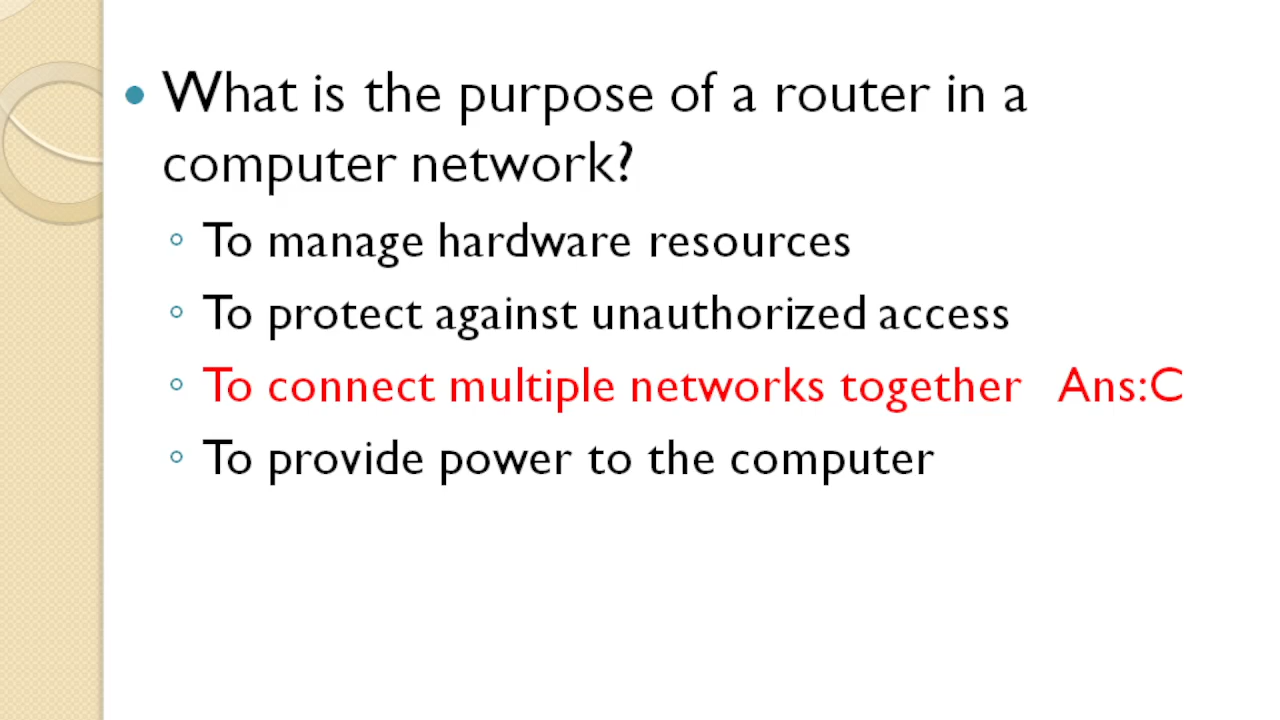 What is the purpose of a router in a
computer network?
To manage hardware resources
To protect against unauthorized access
To connect multiple networks together Ans:C
To provide power to the computer